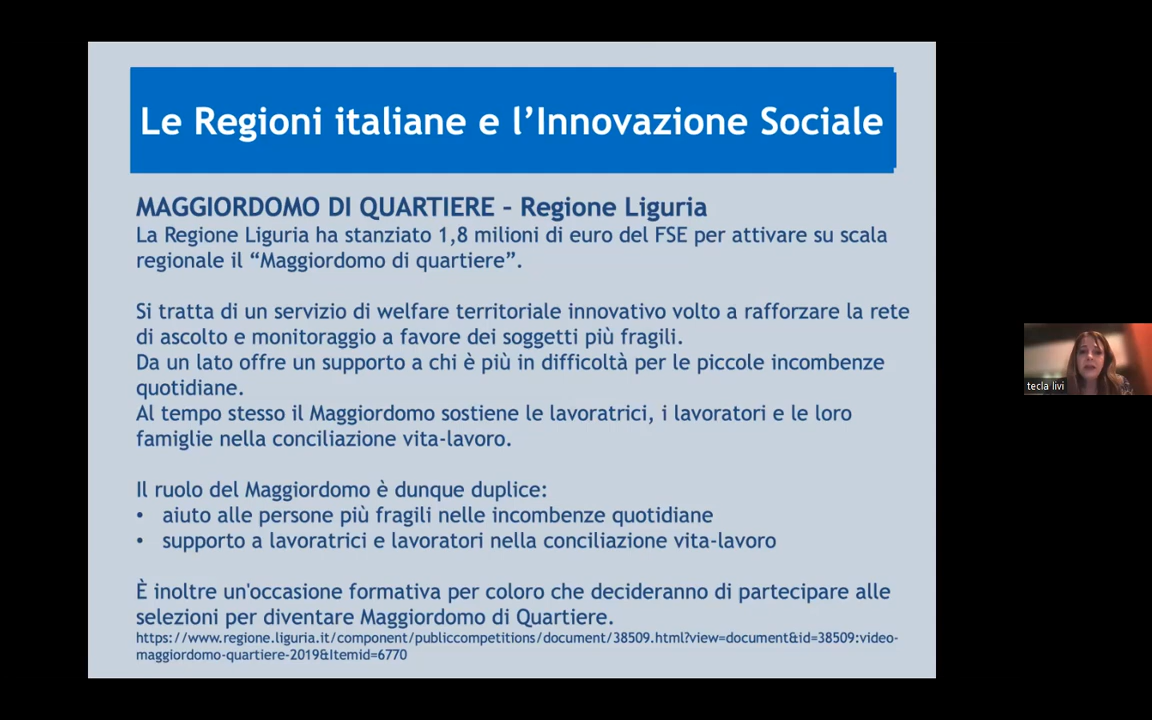 Le Regioni italiane e l’Innovazione Sociale
MAGGIORDOMO DI QUARTIERE – Regione Liguria
La Regione Liguria ha stanziato 1,8 milioni di euro del FSE per attivare su scala
regionale il “Maggiordomo di quartiere”.
Si tratta di un servizio di welfare territoriale innovativo volto a rafforzare la rete
di ascolto e monitoraggio a favore dei soggetti più fragili.
Da un lato offre un supporto a chi è più in difficoltà per le piccole incombenze
quotidiane.
Al tempo stesso il Maggiordomo sostiene le lavoratrici, i lavoratori e le loro
famiglie nella conciliazione vita-lavoro.
Il ruolo del Maggiordomo è dunque duplice:
• aiuto alle persone più fragili nelle incombenze quotidiane
• supporto a lavoratrici e lavoratori nella conciliazione vita-lavoro
È inoltre un'occasione formativa per coloro che decideranno di partecipare alle
selezioni per diventare Maggiordomo di Quartiere.
https://www.regione.liguria.it/component/publiccompetitions/document/38509.html?view=document&id=38509:video-
maggiordomo-quartiere-2019&Itemid=6770
tecla livi